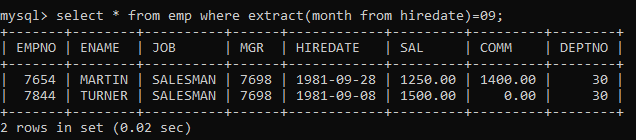 mysql> select * from emp where extract(month from hiredate)=09;
+-------+--------+----------+------+------------+---------+---------+--------+
| EMPNO | ENAME  | JOB      | MGR  | HIREDATE   | SAL     | COMM    | DEPTNO |
+-------+--------+----------+------+------------+---------+---------+--------+
|  7654 | MARTIN | SALESMAN | 7698 | 1981-09-28 | 1250.00 | 1400.00 |     30 |
|  7844 | TURNER | SALESMAN | 7698 | 1981-09-08 | 1500.00 |    0.00 |     30 |
+-------+--------+----------+------+------------+---------+---------+--------+
2 rows in set (0.02 sec)